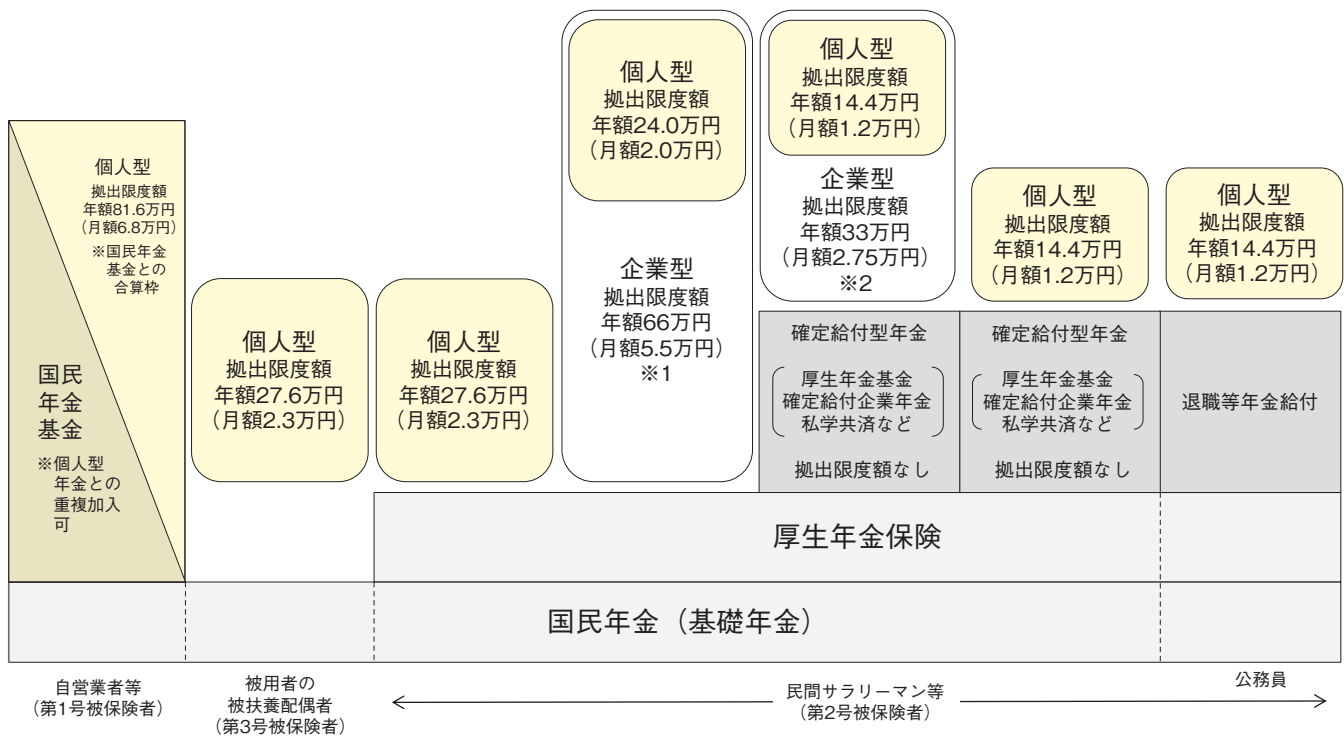 個人型
拠出限度額
年額81.6万円
（月額6.8万円）
※国民年金
基金との
合算枠
国民
年金
基金
※個人型
年金との
重複加入
可
個人型
拠出限度額
年額27.6万円
（月額2.3万円）
個人型
拠出限度額
年額27.6万円
（月額2.3万円）
個人型
拠出限度額
年額24.0万円
（月額2.0万円）
企業型
拠出限度額
年額66万円
（月額5.5万円）
※1
個人型
拠出限度額
年額14.4万円
（月額1.2万円）
企業型
拠出限度額
年額33万円
（月額2.75万円）
※2
確定給付型年金
厚生年金基金
確定給付企業年金
私学共済など
拠出限度額なし
個人型
拠出限度額
年額14.4万円
（月額1.2万円）
確定給付型年金
厚生年金基金
確定給付企業年金
私学共済など
拠出限度額なし
個人型
拠出限度額
年額14.4万円
（月額1.2万円）
退職等年金給付
厚生年金保険
国民年金（基礎年金）
自営業者等
（第1号被保険者）
被用者の
被扶養配偶者
（第3号被保険者）
民間サラリーマン等
（第2号被保険者）
公務員